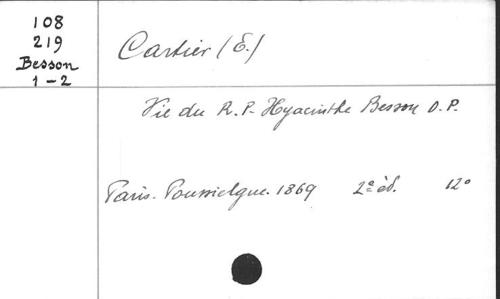 108
219
Besson
1-2
Cartier (E.)
Vie du R.P. Hyacinthe Besson O.P.
Paris. Poussielgue. 1869 2e éd. 12°